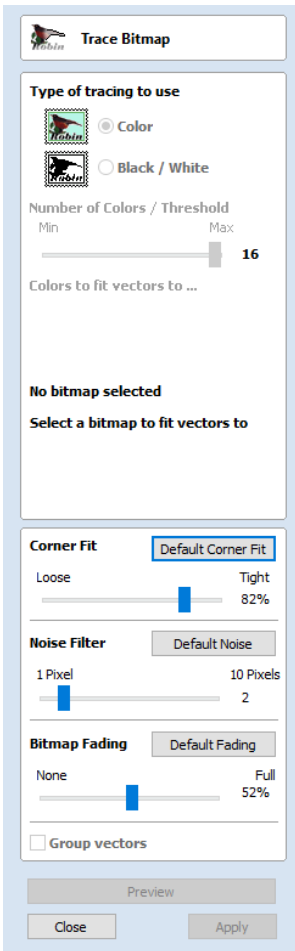 Robin
Trace Bitmap
Type of tracing to use
Robin
Color
Robin
Black / White
Number of Colors / Threshold
Min Max
16
Colors to fit vectors to ...
No bitmap selected
Select a bitmap to fit vectors to
Corner Fit Default Corner Fit
Loose Tight
82%
Noise Filter Default Noise
1 Pixel 10 Pixels
2
Bitmap Fading Default Fading
None Full
52%
Group vectors
Preview
Close Apply